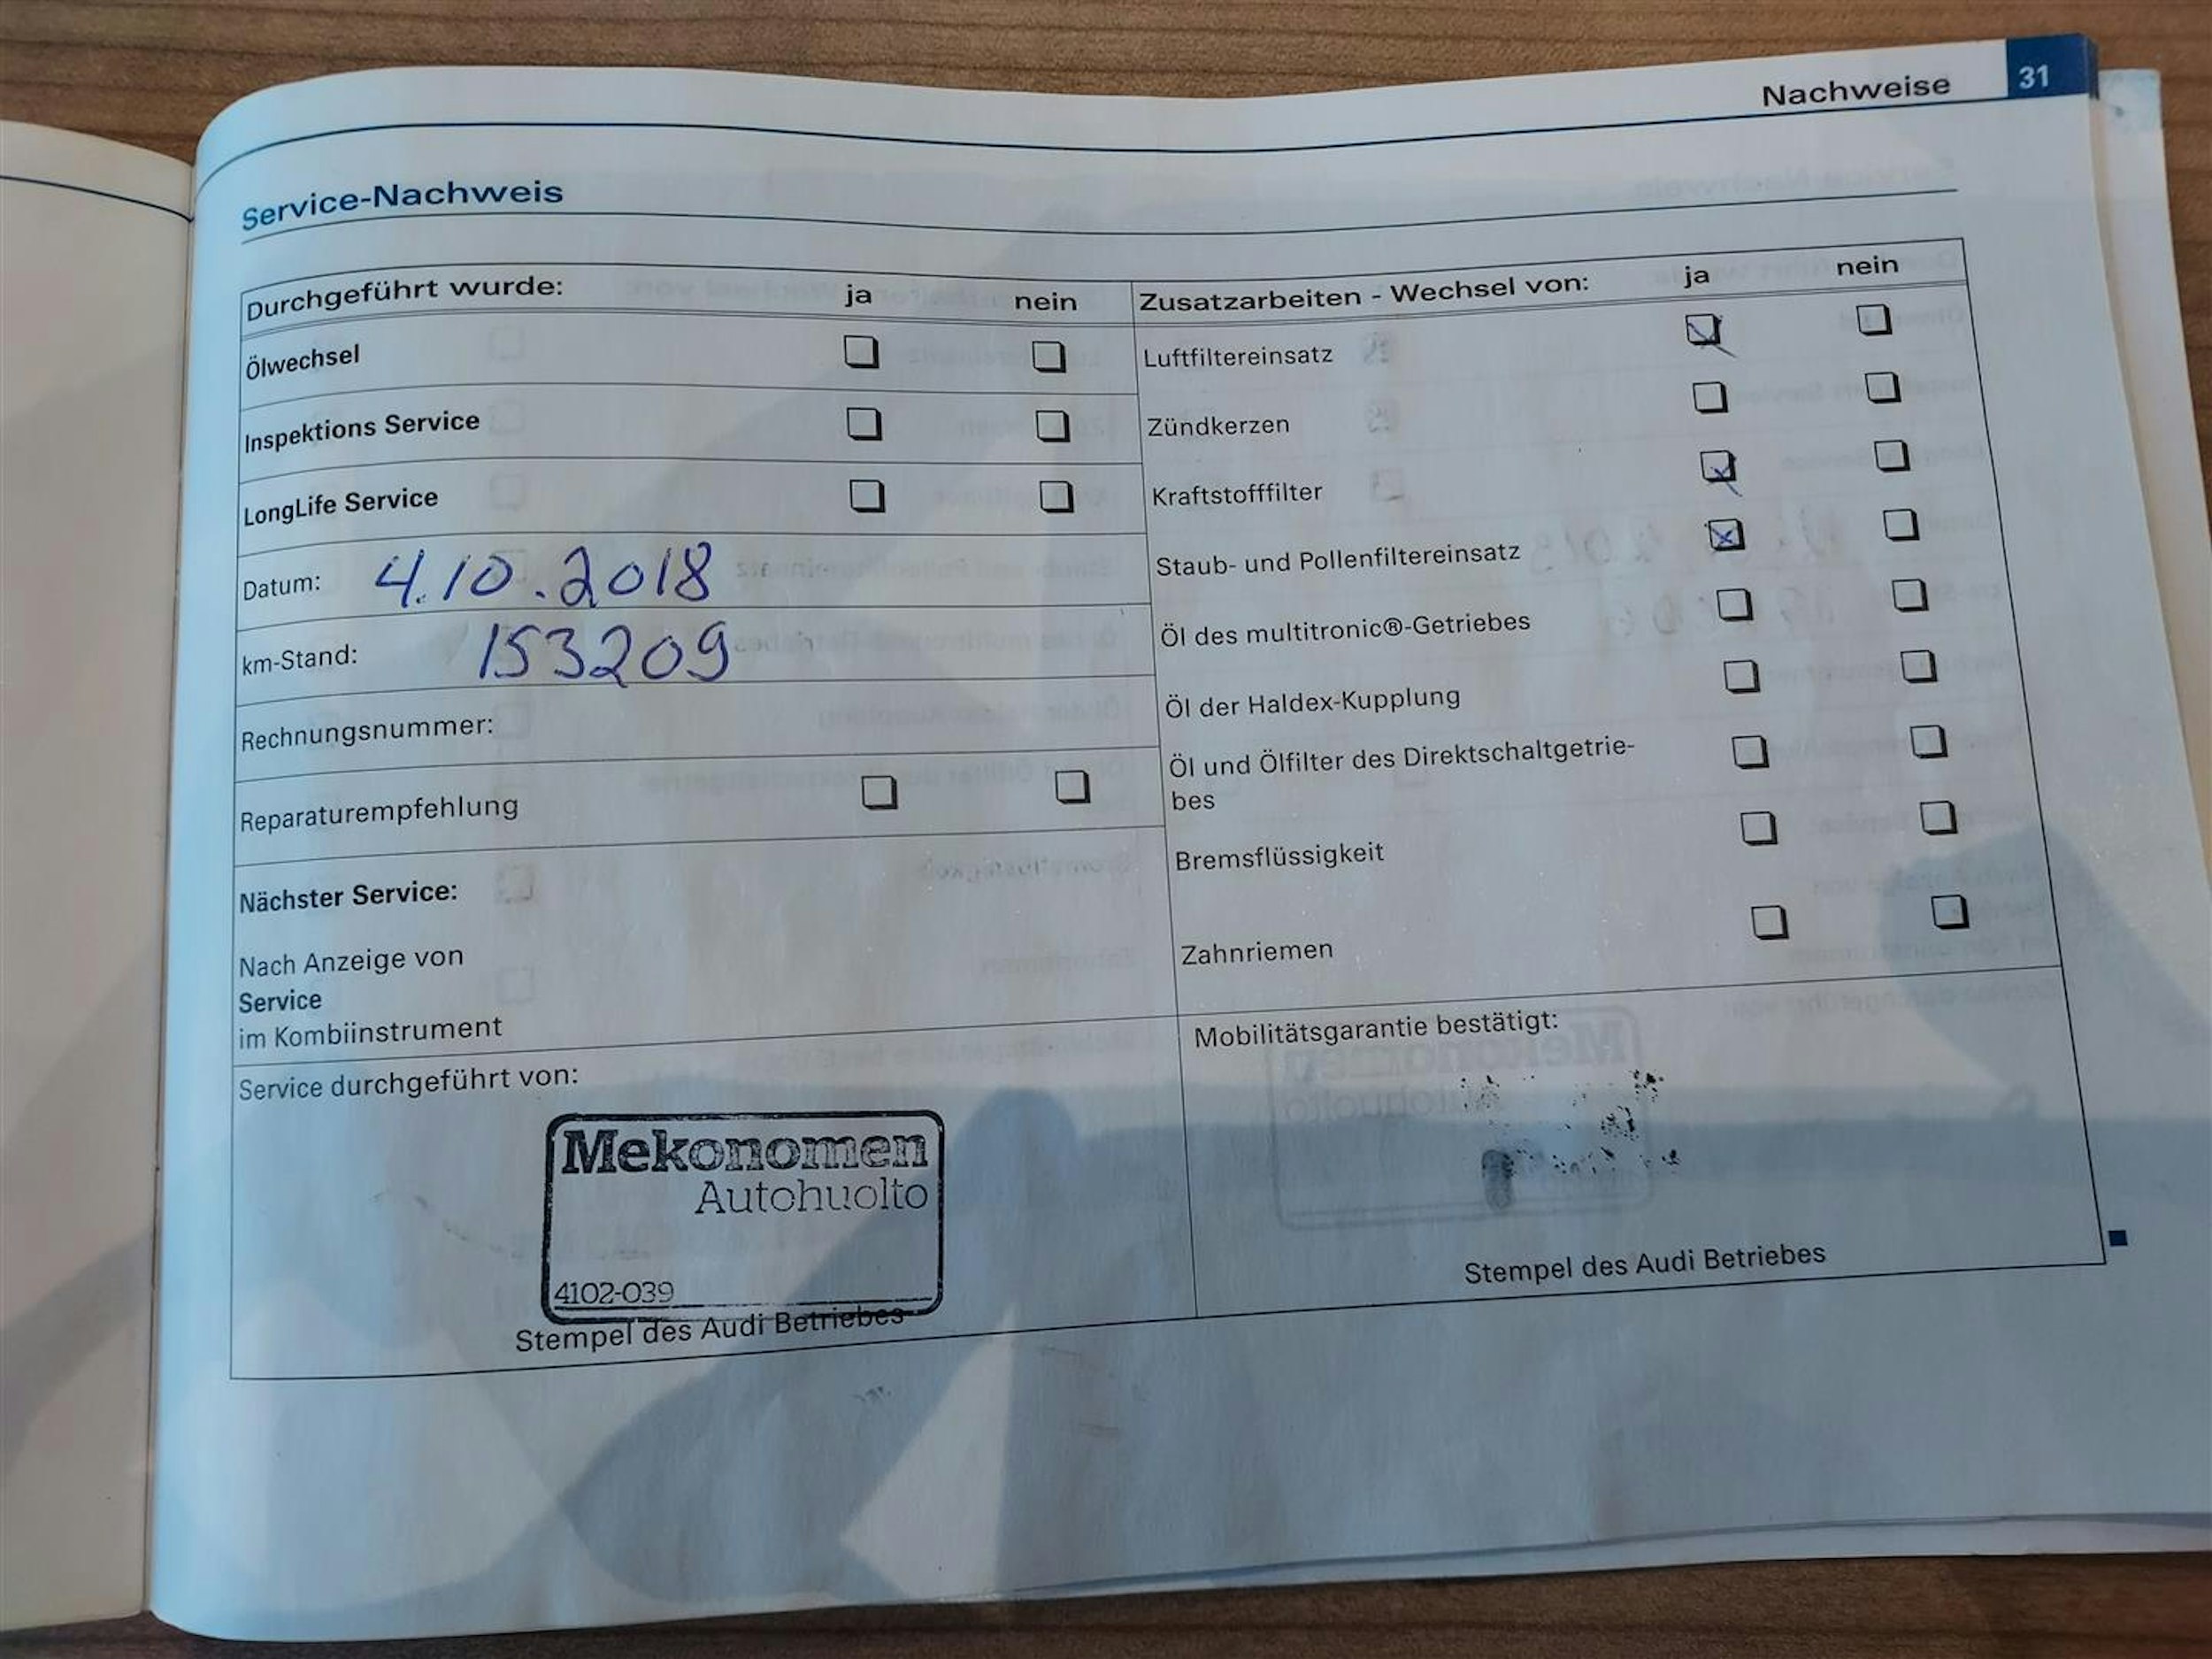 Nachweise 31
Service-Nachweis
Durchgeführt wurde: ja nein
Ölwechsel
Inspektions Service
LongLife Service
Datum: 4.10.2018
km-Stand: 153209
Rechnungsnummer:
Reparaturempfehlung
Nächster Service:
Nach Anzeige von
Service
im Kombiinstrument
Service durchgeführt von:
Mekonomen
Autohuolto
4102-039
Stempel des Audi Betriebes
Zusatzarbeiten - Wechsel von: ja nein
Luftfiltereinsatz
Zündkerzen
Kraftstofffilter
Staub- und Pollenfiltereinsatz
Öl des multitronic®-Getriebes
Öl der Haldex-Kupplung
Öl und Ölfilter des Direktschaltgetrie-
bes
Bremsflüssigkeit
Zahnriemen
Mobilitätsgarantie bestätigt:
Stempel des Audi Betriebes